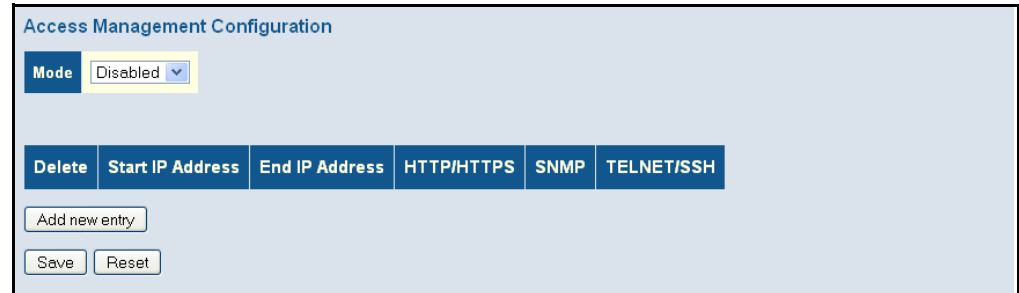 Access Management Configuration
Mode Disabled
Delete Start IP Address End IP Address HTTP/HTTPS SNMP TELNET/SSH
Add new entry
Save Reset